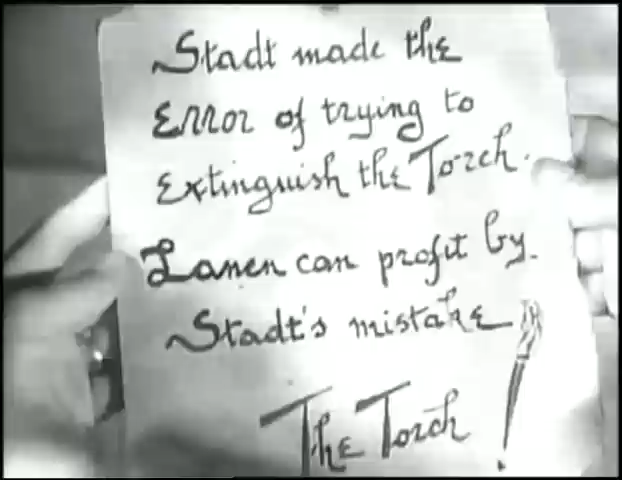 Stadt made the
Error of trying to
Extinguish the Torch.
Lanen can profit by
Stadt's mistake
The Torch